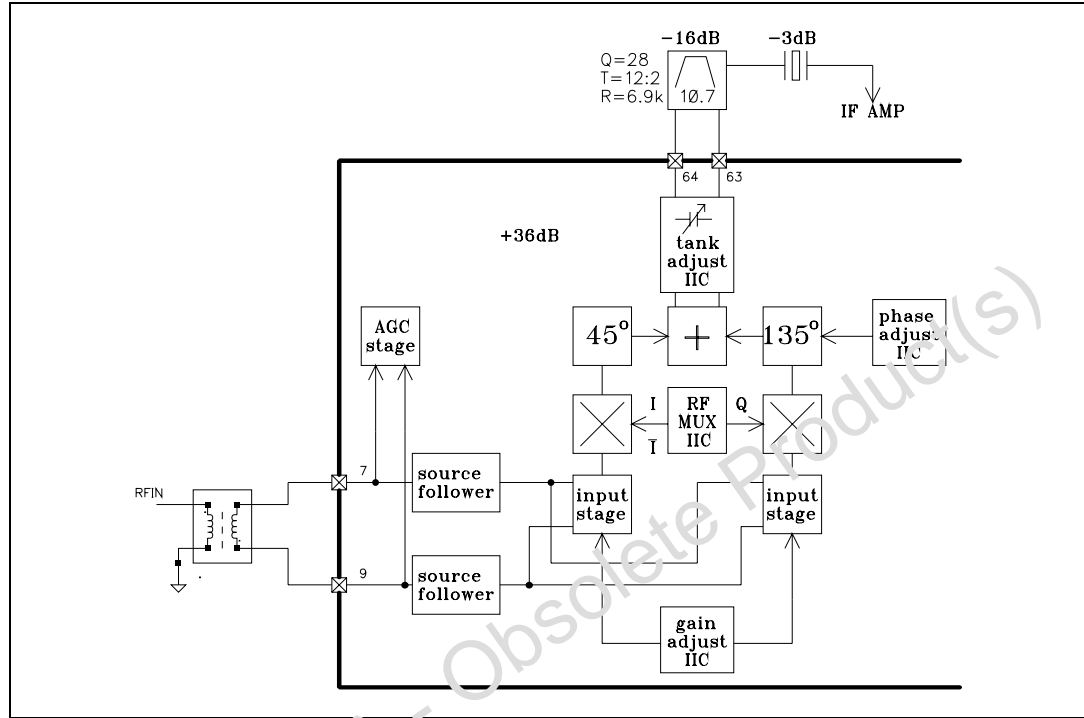 -16dB
-3dB
Q=28
T=12:2
R=6.9k
10.7
IF AMP
64
63
+36dB
tank
adjust
IIC
AGC
stage
45°
+
135°
phase
adjust
IIC
I
I̅
RF
MUX
IIC
Q
RFIN
7
source
follower
input
stage
input
stage
9
source
follower
gain
adjust
IIC
Obsolete Product(s)